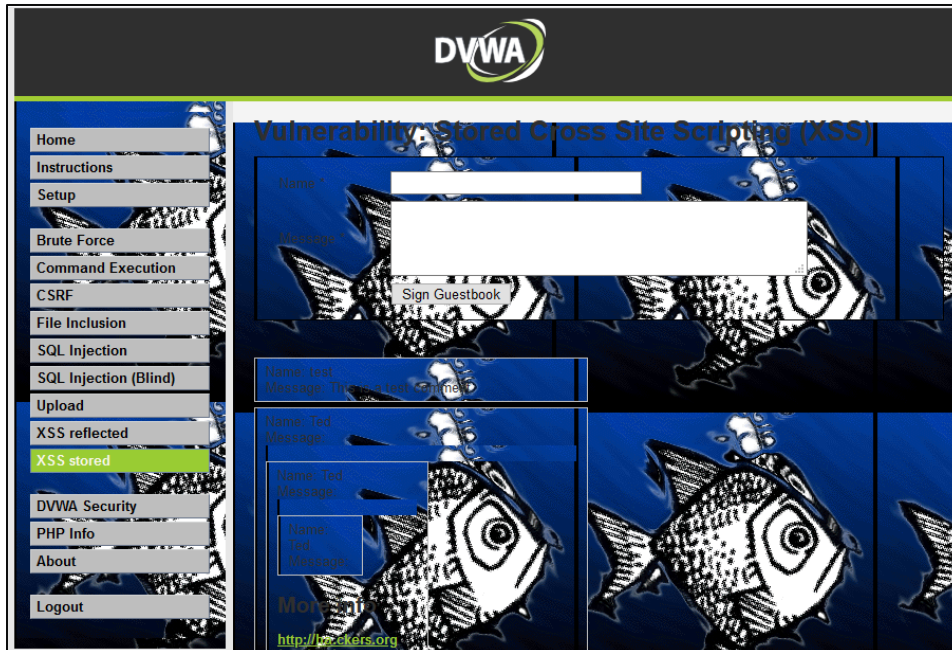 DVWA
Home
Instructions
Setup
Brute Force
Command Execution
CSRF
File Inclusion
SQL Injection
SQL Injection (Blind)
Upload
XSS reflected
XSS stored
DVWA Security
PHP Info
About
Logout
Vulnerability: Stored Cross Site Scripting (XSS)
Name *
Message *
Sign Guestbook
Name: test
Message: This is a test comment.
Name: Ted
Message:
Name: Ted
Message:
Name:
Ted
Message:
More info
http://ha.ckers.org